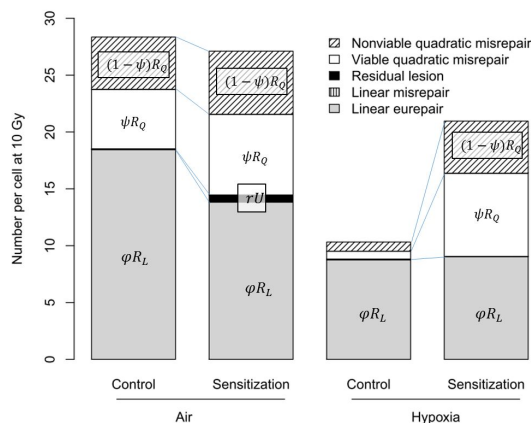 Number per cell at 10 Gy
30
25
20
15
10
5
0
(1 − ψ)R_Q
ψR_Q
φR_L
(1 − ψ)R_Q
ψR_Q
rU
φR_L
Nonviable quadratic misrepair
Viable quadratic misrepair
Residual lesion
Linear misrepair
Linear eurepair
φR_L
(1 − ψ)R_Q
ψR_Q
φR_L
Control Sensitization Control Sensitization
Air Hypoxia